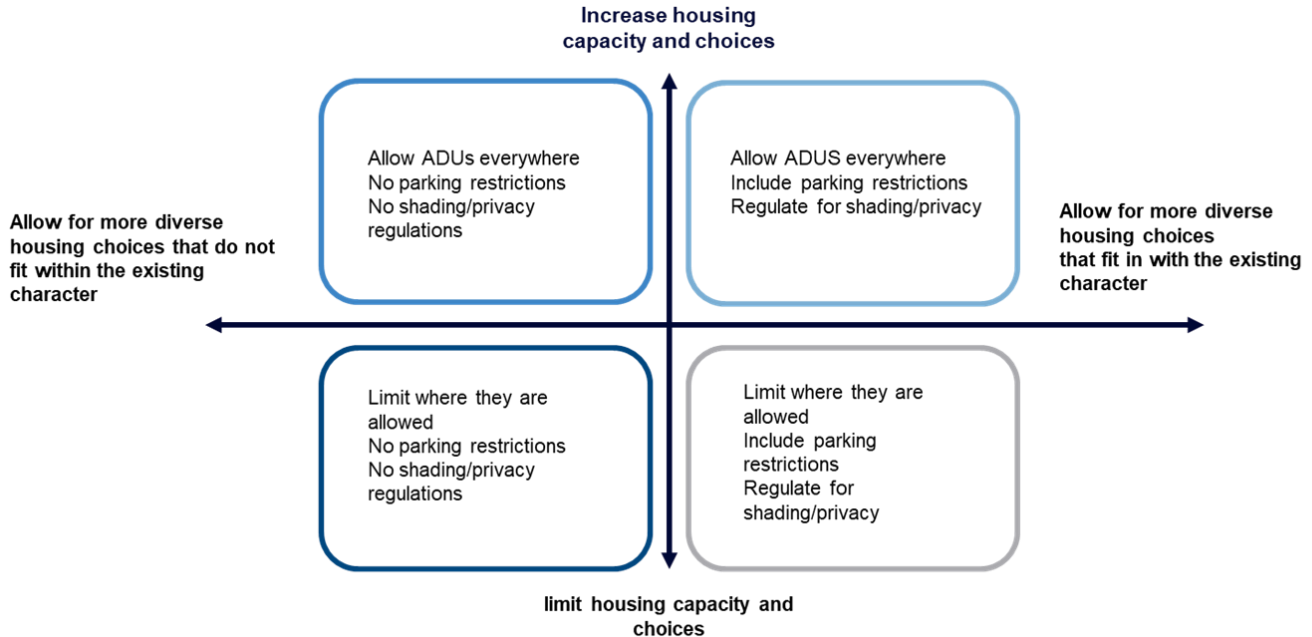 Increase housing
capacity and choices
Allow ADUs everywhere
No parking restrictions
No shading/privacy
regulations
Allow ADUS everywhere
Include parking restrictions
Regulate for shading/privacy
Allow for more diverse
housing choices that do not
fit within the existing
character
Allow for more diverse
housing choices
that fit in with the existing
character
Limit where they are
allowed
No parking restrictions
No shading/privacy
regulations
Limit where they are
allowed
Include parking
restrictions
Regulate for
shading/privacy
limit housing capacity and
choices